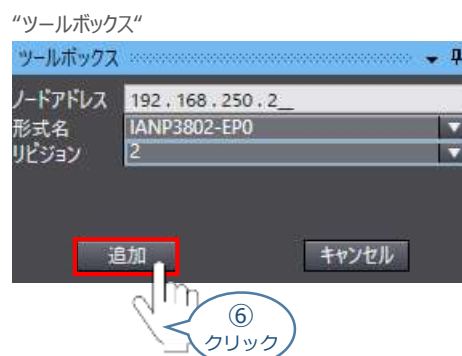 “ツールボックス“
ツールボックス
ノードアドレス 192 . 168 . 250 . 2_
形式名 IANP3802-EP0
リビジョン 2
追加 キャンセル
⑥
クリック